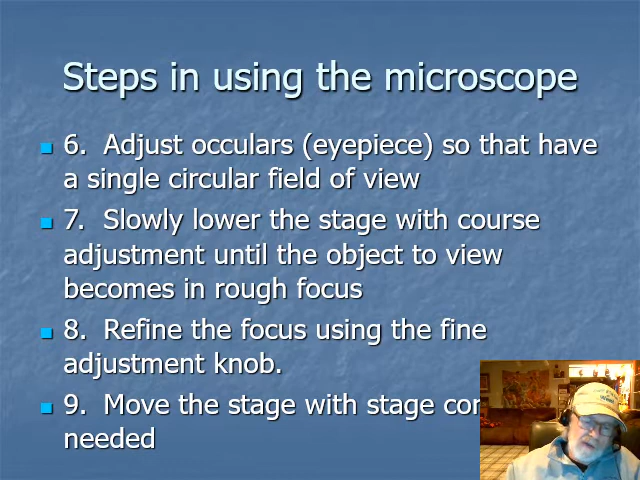 Steps in using the microscope
6. Adjust occulars (eyepiece) so that have
a single circular field of view
7. Slowly lower the stage with course
adjustment until the object to view
becomes in rough focus
8. Refine the focus using the fine
adjustment knob.
9. Move the stage with stage
needed